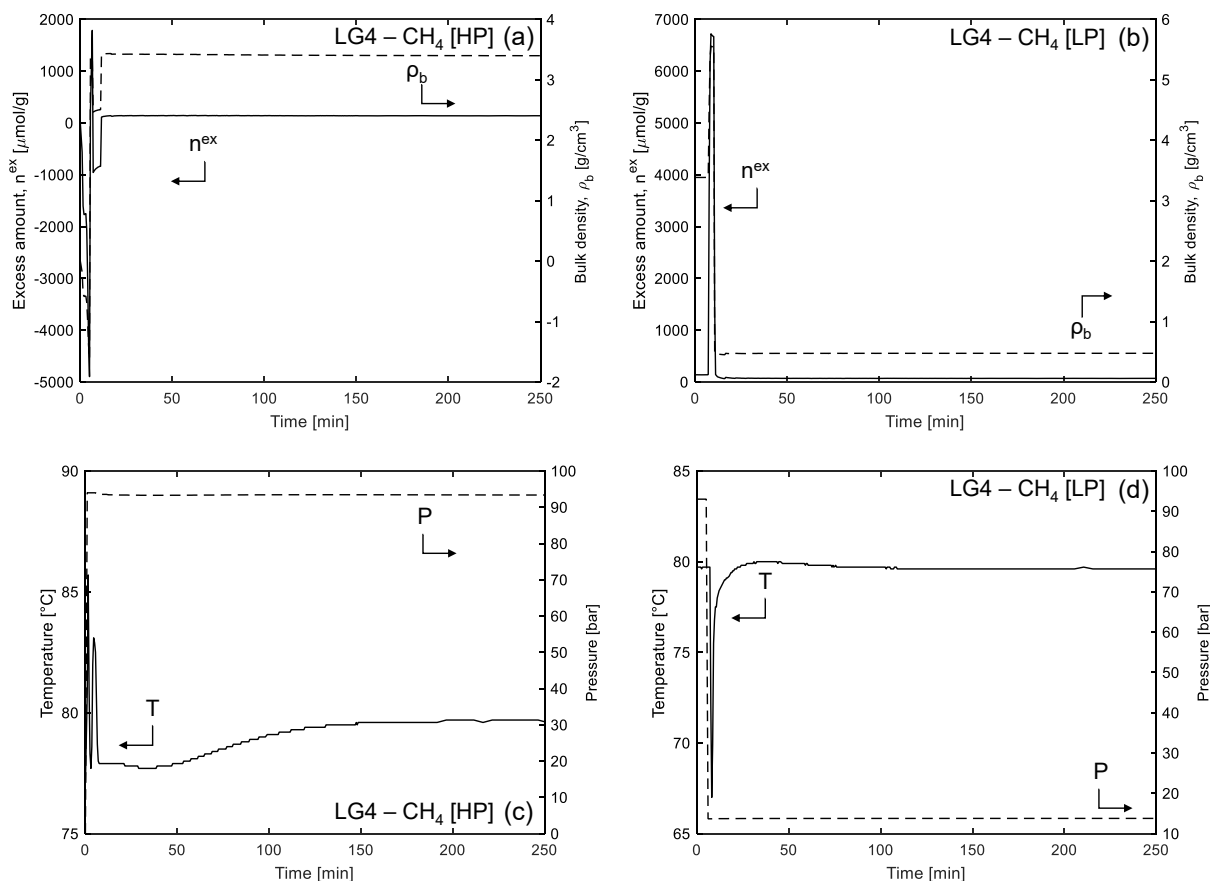 LG4 – CH₄ [HP] (a)
2000
1000
0
-1000
-2000
-3000
-4000
-5000
Excess amount, nᵉˣ [μmol/g]
4
3
2
1
0
-1
-2
Bulk density, ρ_b [g/cm³]
ρ_b
nᵉˣ
0 50 100 150 200 250
Time [min]
LG4 – CH₄ [LP] (b)
7000
6000
5000
4000
3000
2000
1000
0
Excess amount, nᵉˣ [μmol/g]
6
5
4
3
2
1
0
Bulk density, ρ_b [g/cm³]
nᵉˣ
ρ_b
0 50 100 150 200 250
Time [min]
90
85
80
75
Temperature [°C]
100
90
80
70
60
50
40
30
20
10
0
Pressure [bar]
P
T
LG4 – CH₄ [HP] (c)
0 50 100 150 200 250
Time [min]
LG4 – CH₄ [LP] (d)
85
80
75
70
65
Temperature [°C]
100
90
80
70
60
50
40
30
20
10
Pressure [bar]
T
P
0 50 100 150 200 250
Time [min]